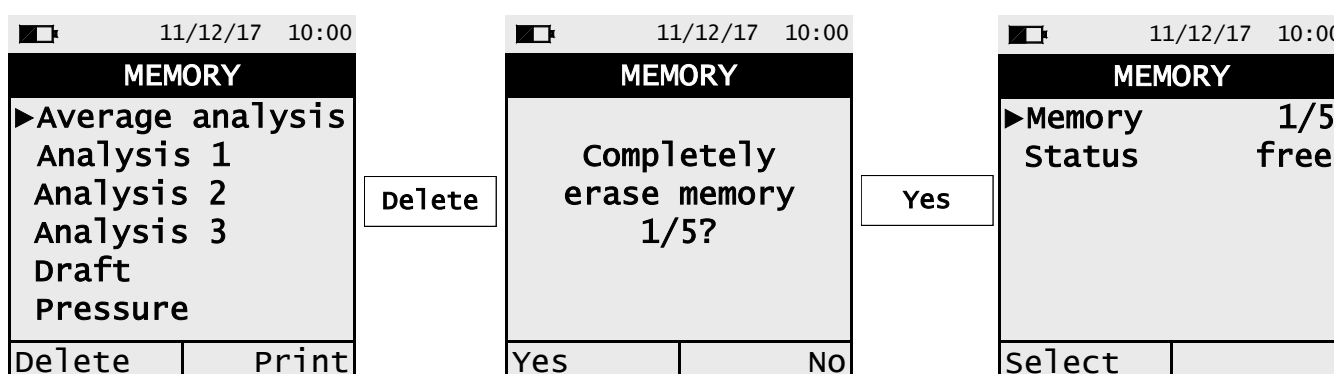 11/12/17 10:00
MEMORY
►Average analysis
Analysis 1
Analysis 2
Analysis 3
Draft
Pressure
Delete Print
Delete
11/12/17 10:00
MEMORY
Completely
erase memory
1/5?
Yes No
Yes
11/12/17 10:00
MEMORY
►Memory 1/5
Status free
Select